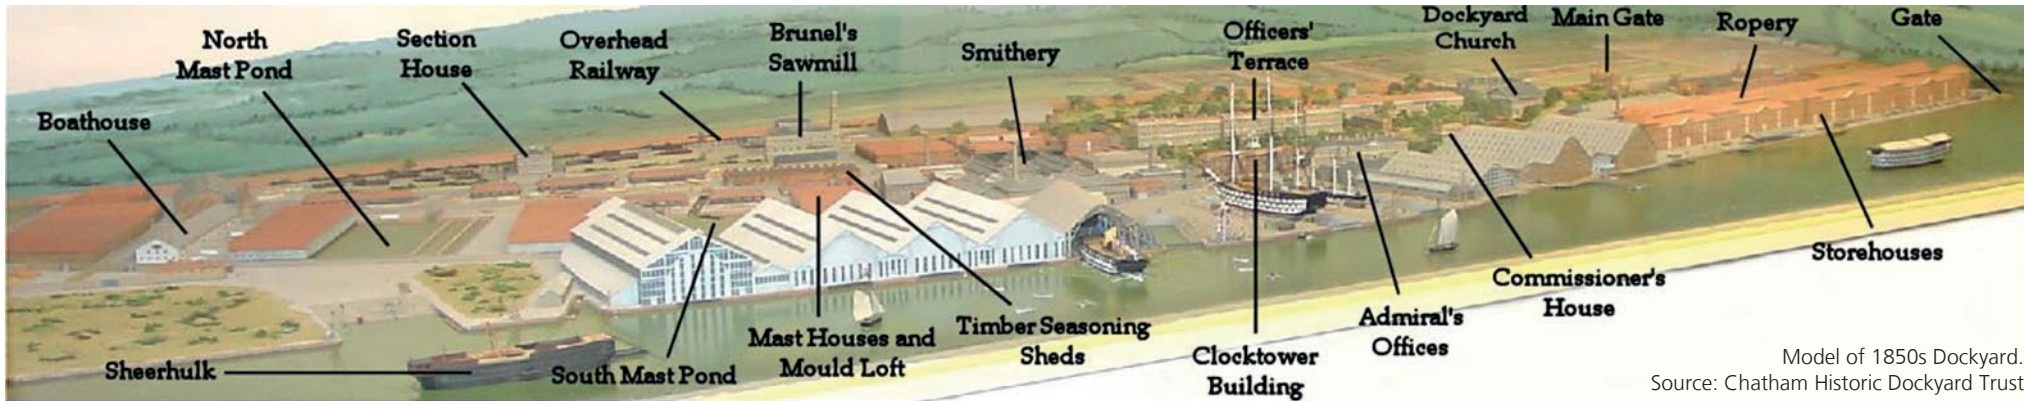 North
Mast Pond
Section
House
Overhead
Railway
Brunel's
Sawmill
Smithery
Officers'
Terrace
Dockyard
Church
Main Gate
Ropery
Gate
Boathouse
Sheerhulk
South Mast Pond
Mast Houses and
Mould Loft
Timber Seasoning
Sheds
Clocktower
Building
Admiral's
Offices
Commissioner's
House
Storehouses
Model of 1850s Dockyard.
Source: Chatham Historic Dockyard Trust